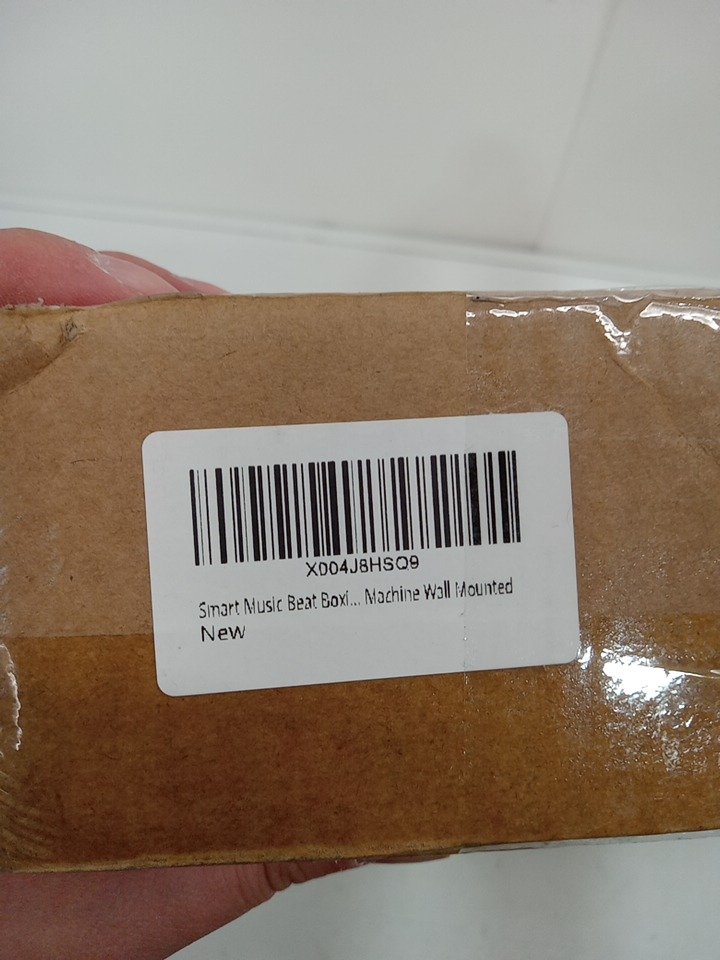 X004J8HSQ9
Smart Music Beat Boxi... Machine Wall Mounted
New